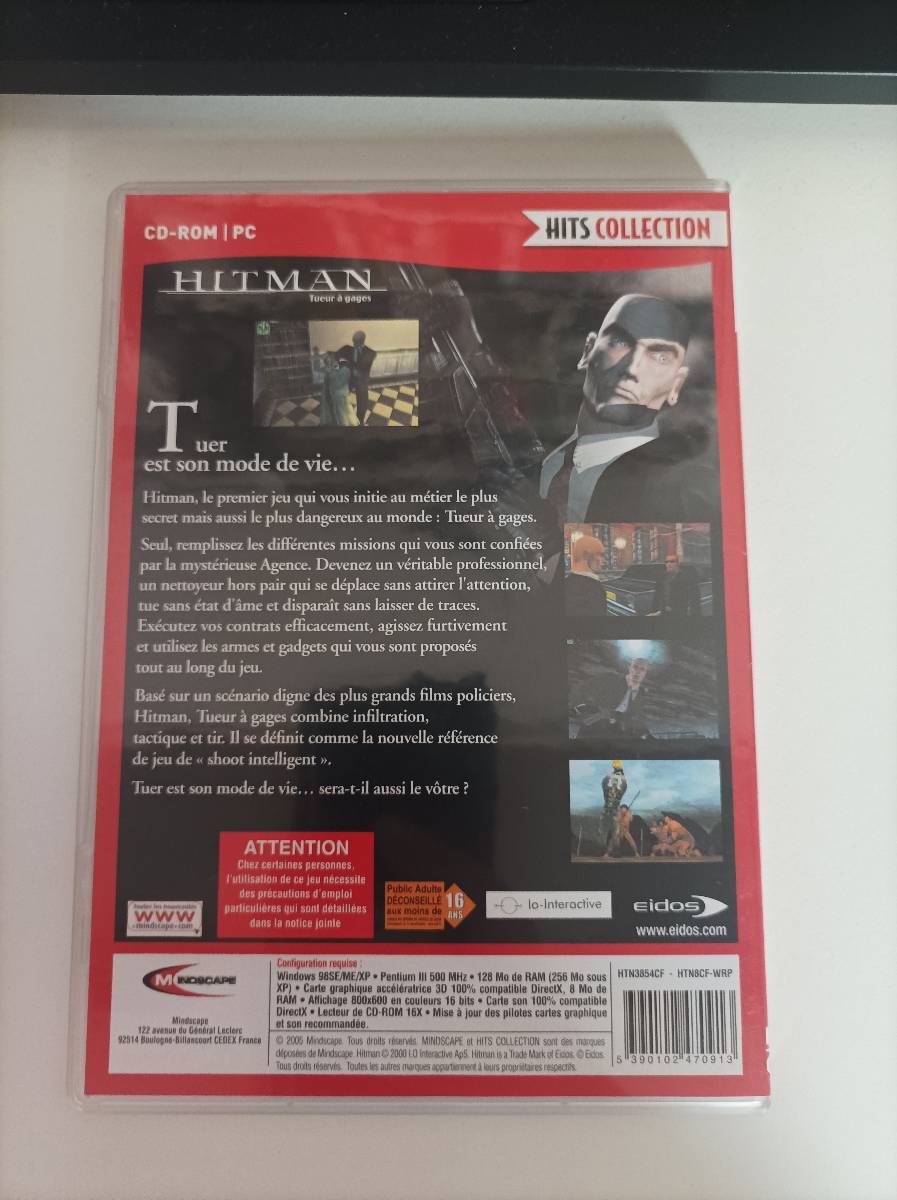 CD-ROM | PC
HITS COLLECTION
HITMAN
Tueur à gages
Tuer
est son mode de vie...
Hitman, le premier jeu qui vous initie au métier le plus
secret mais aussi le plus dangereux au monde : Tueur à gages.
Seul, remplissez les différentes missions qui vous sont confiées
par la mystérieuse Agence. Devenez un véritable professionnel,
un nettoyeur hors pair qui se déplace sans attirer l'attention,
tue sans état d'âme et disparaît sans laisser de traces.
Exécutez vos contrats efficacement, agissez furtivement
et utilisez les armes et gadgets qui vous sont proposés
tout au long du jeu.
Basé sur un scénario digne des plus grands films policiers,
Hitman, Tueur à gages combine infiltration,
tactique et tir. Il se définit comme la nouvelle référence
de jeu de « shoot intelligent ».
Tuer est son mode de vie... sera-t-il aussi le vôtre ?
ATTENTION
Chez certaines personnes,
l'utilisation de ce jeu nécessite
des précautions d'emploi
particulières qui sont détaillées
dans la notice jointe
Toutes les nouveautés
www
mindscape.com
Public Adulte
DÉCONSEILLÉ
aux moins de
16
ANS
Io-Interactive
eidos
www.eidos.com
MINDSCAPE
Mindscape
122 avenue du Général Leclerc
92514 Boulogne-Billancourt CEDEX France
Configuration requise :
Windows 98SE/ME/XP • Pentium III 500 MHz • 128 Mo de RAM (256 Mo sous
XP) • Carte graphique accélératrice 3D 100% compatible DirectX, 8 Mo de
RAM • Affichage 800x600 en couleurs 16 bits • Carte son 100% compatible
DirectX • Lecteur de CD-ROM 16X • Mise à jour des pilotes cartes graphique
et son recommandée.
© 2005 Mindscape. Tous droits réservés. MINDSCAPE et HITS COLLECTION sont des marques
déposées de Mindscape. Hitman © 2000 I.O Interactive ApS. Hitman is a Trade Mark of Eidos. © Eidos.
Tous droits réservés. Toutes les autres marques appartiennent à leurs propriétaires respectifs.
HTN3854CF - HTN8CF-WRP
5 390102 470913